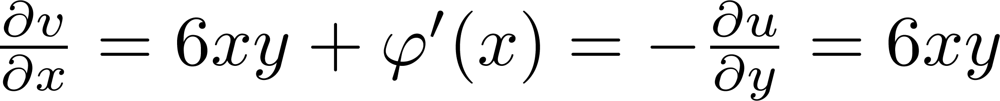 ∂v/∂x = 6xy + φ′(x) = −∂u/∂y = 6xy